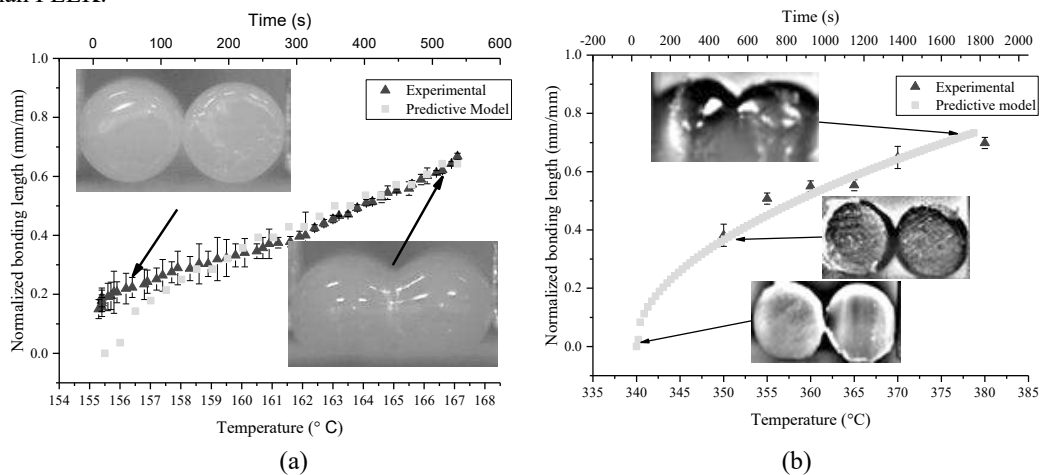 Time (s)
0 100 200 300 400 500 600
1.0
0.8
0.6
0.4
0.2
0.0
Normalized bonding length (mm/mm)
Experimental
Predictive Model
154 155 156 157 158 159 160 161 162 163 164 165 166 167 168
Temperature (° C)
(a)
Time (s)
-200 0 200 400 600 800 1000 1200 1400 1600 1800 2000
1.0
0.8
0.6
0.4
0.2
0.0
Normalized bonding length (mm/mm)
Experimental
Predictive model
335 340 345 350 355 360 365 370 375 380 385
Temperature (°C)
(b)